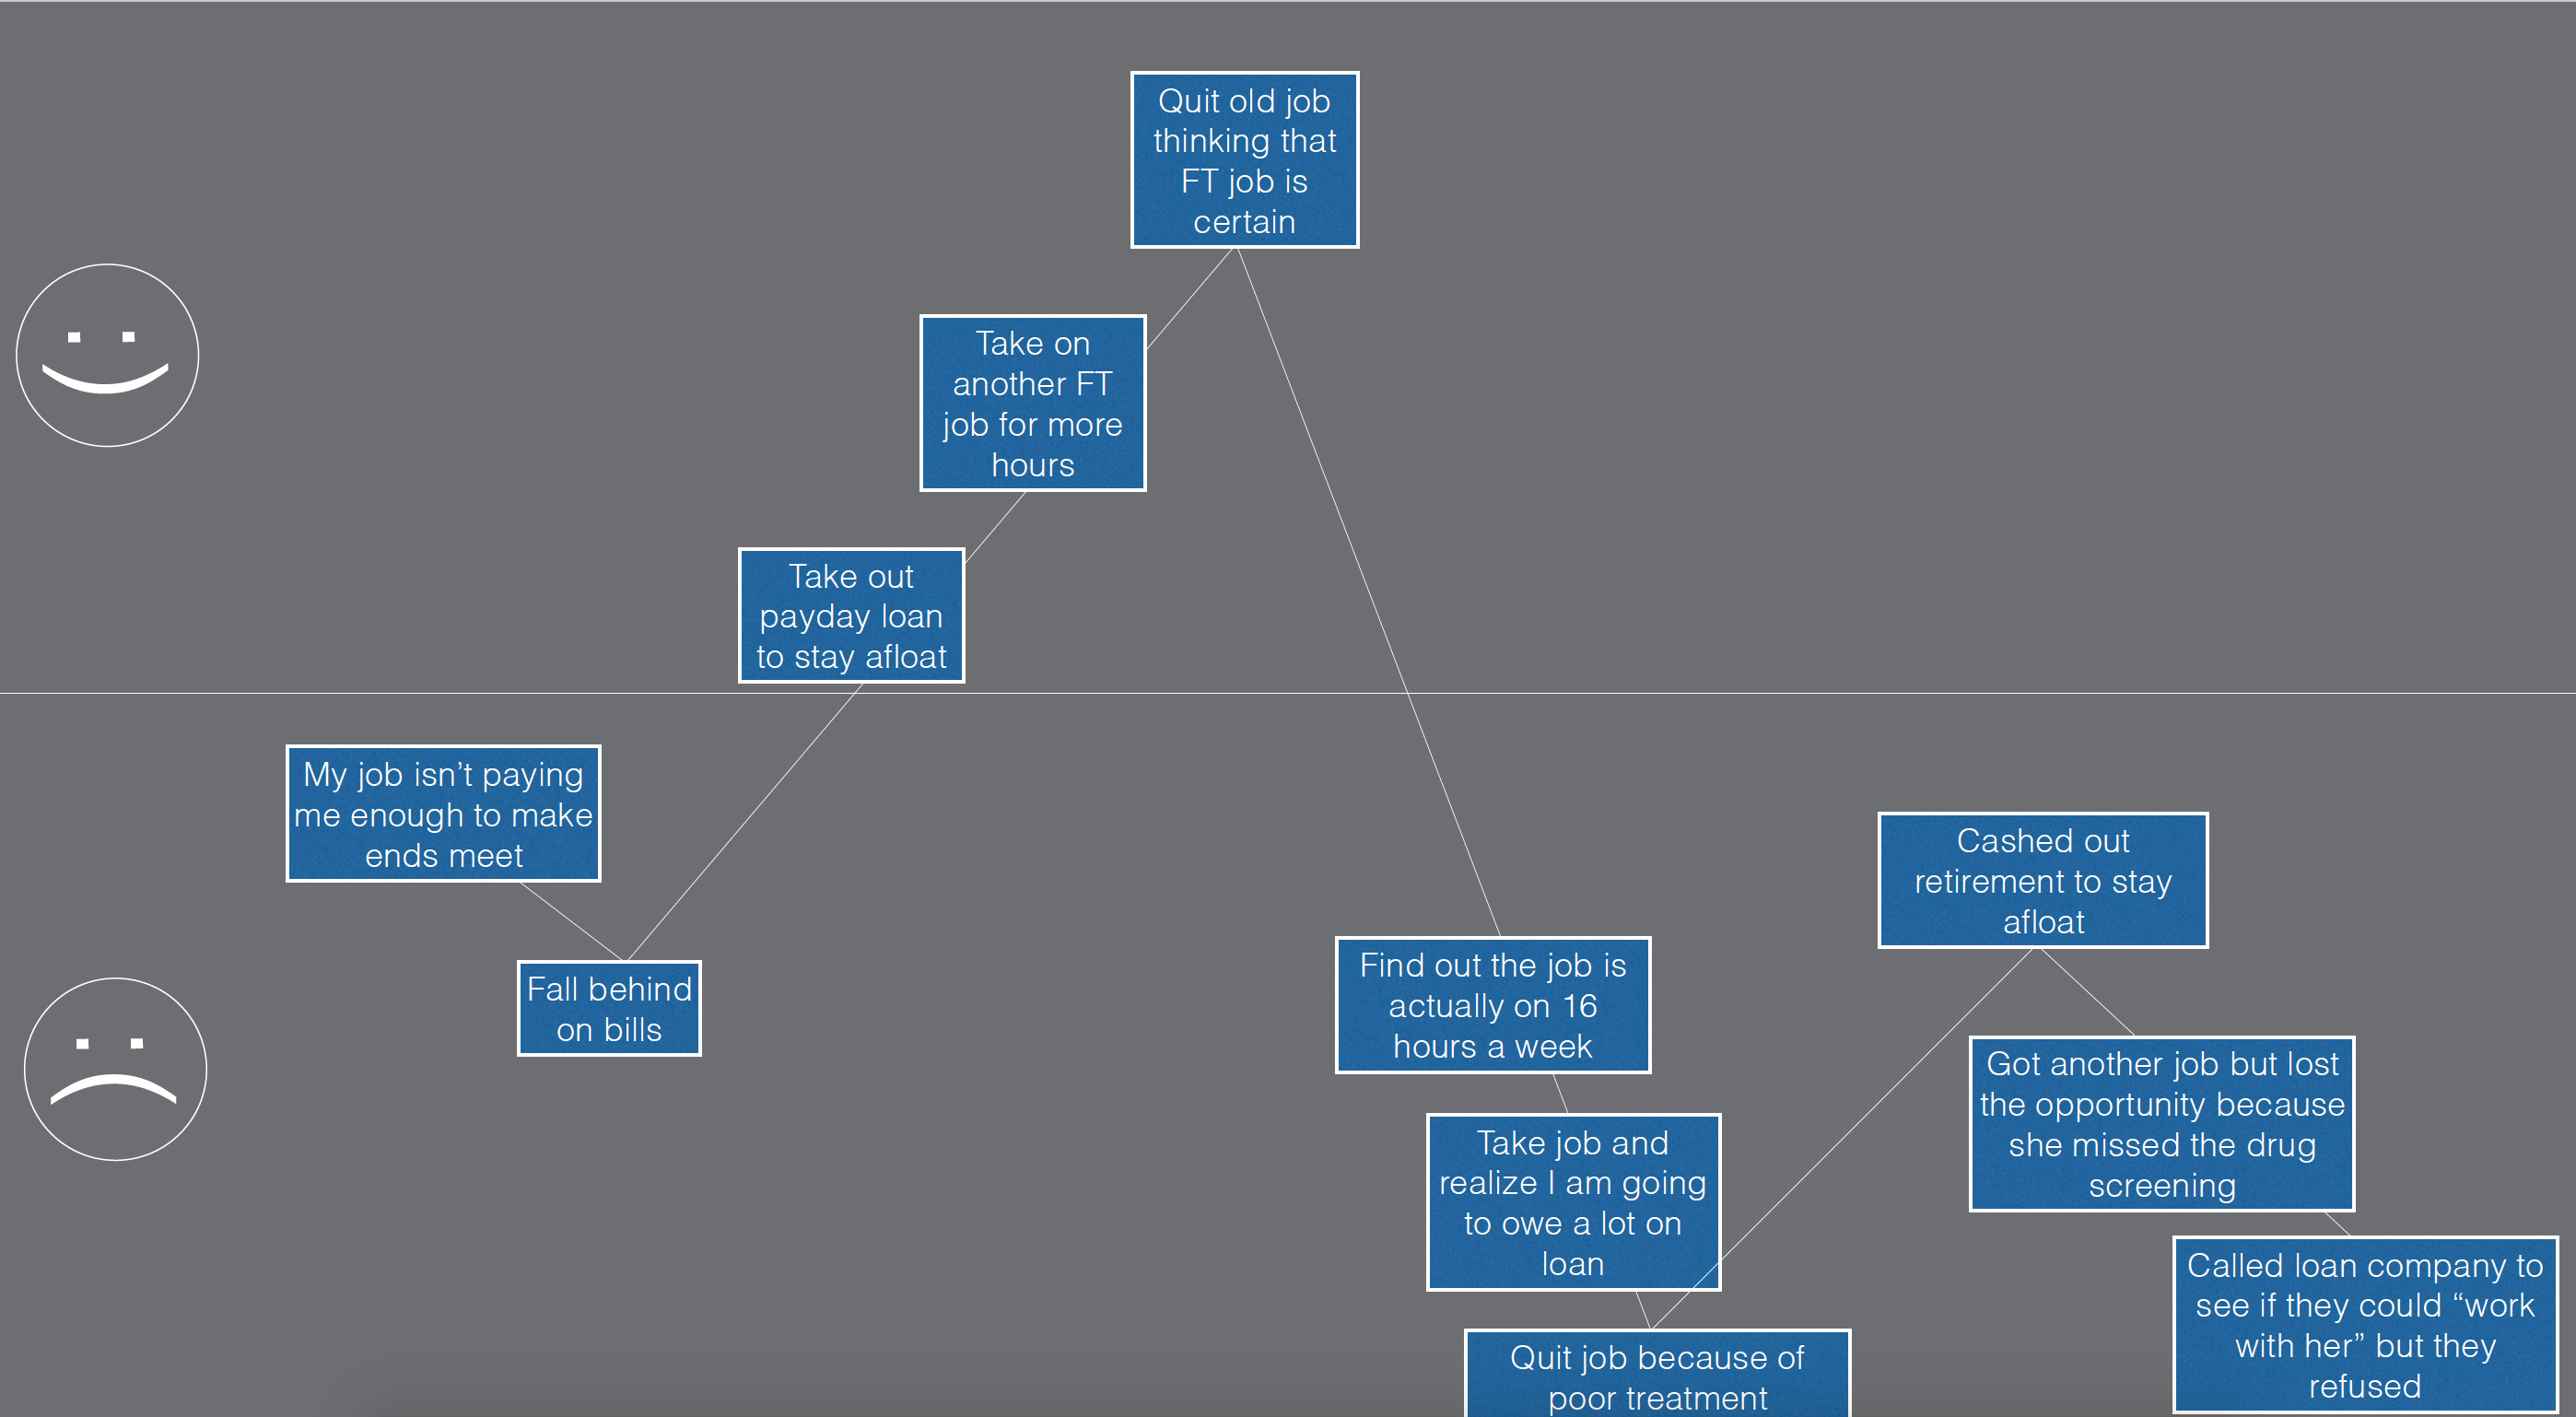 Quit old job
thinking that
FT job is
certain
Take on
another FT
job for more
hours
Take out
payday loan
to stay afloat
My job isn’t paying
me enough to make
ends meet
Fall behind
on bills
Find out the job is
actually on 16
hours a week
Take job and
realize I am going
to owe a lot on
loan
Quit job because of
poor treatment
Cashed out
retirement to stay
afloat
Got another job but lost
the opportunity because
she missed the drug
screening
Called loan company to
see if they could “work
with her” but they
refused